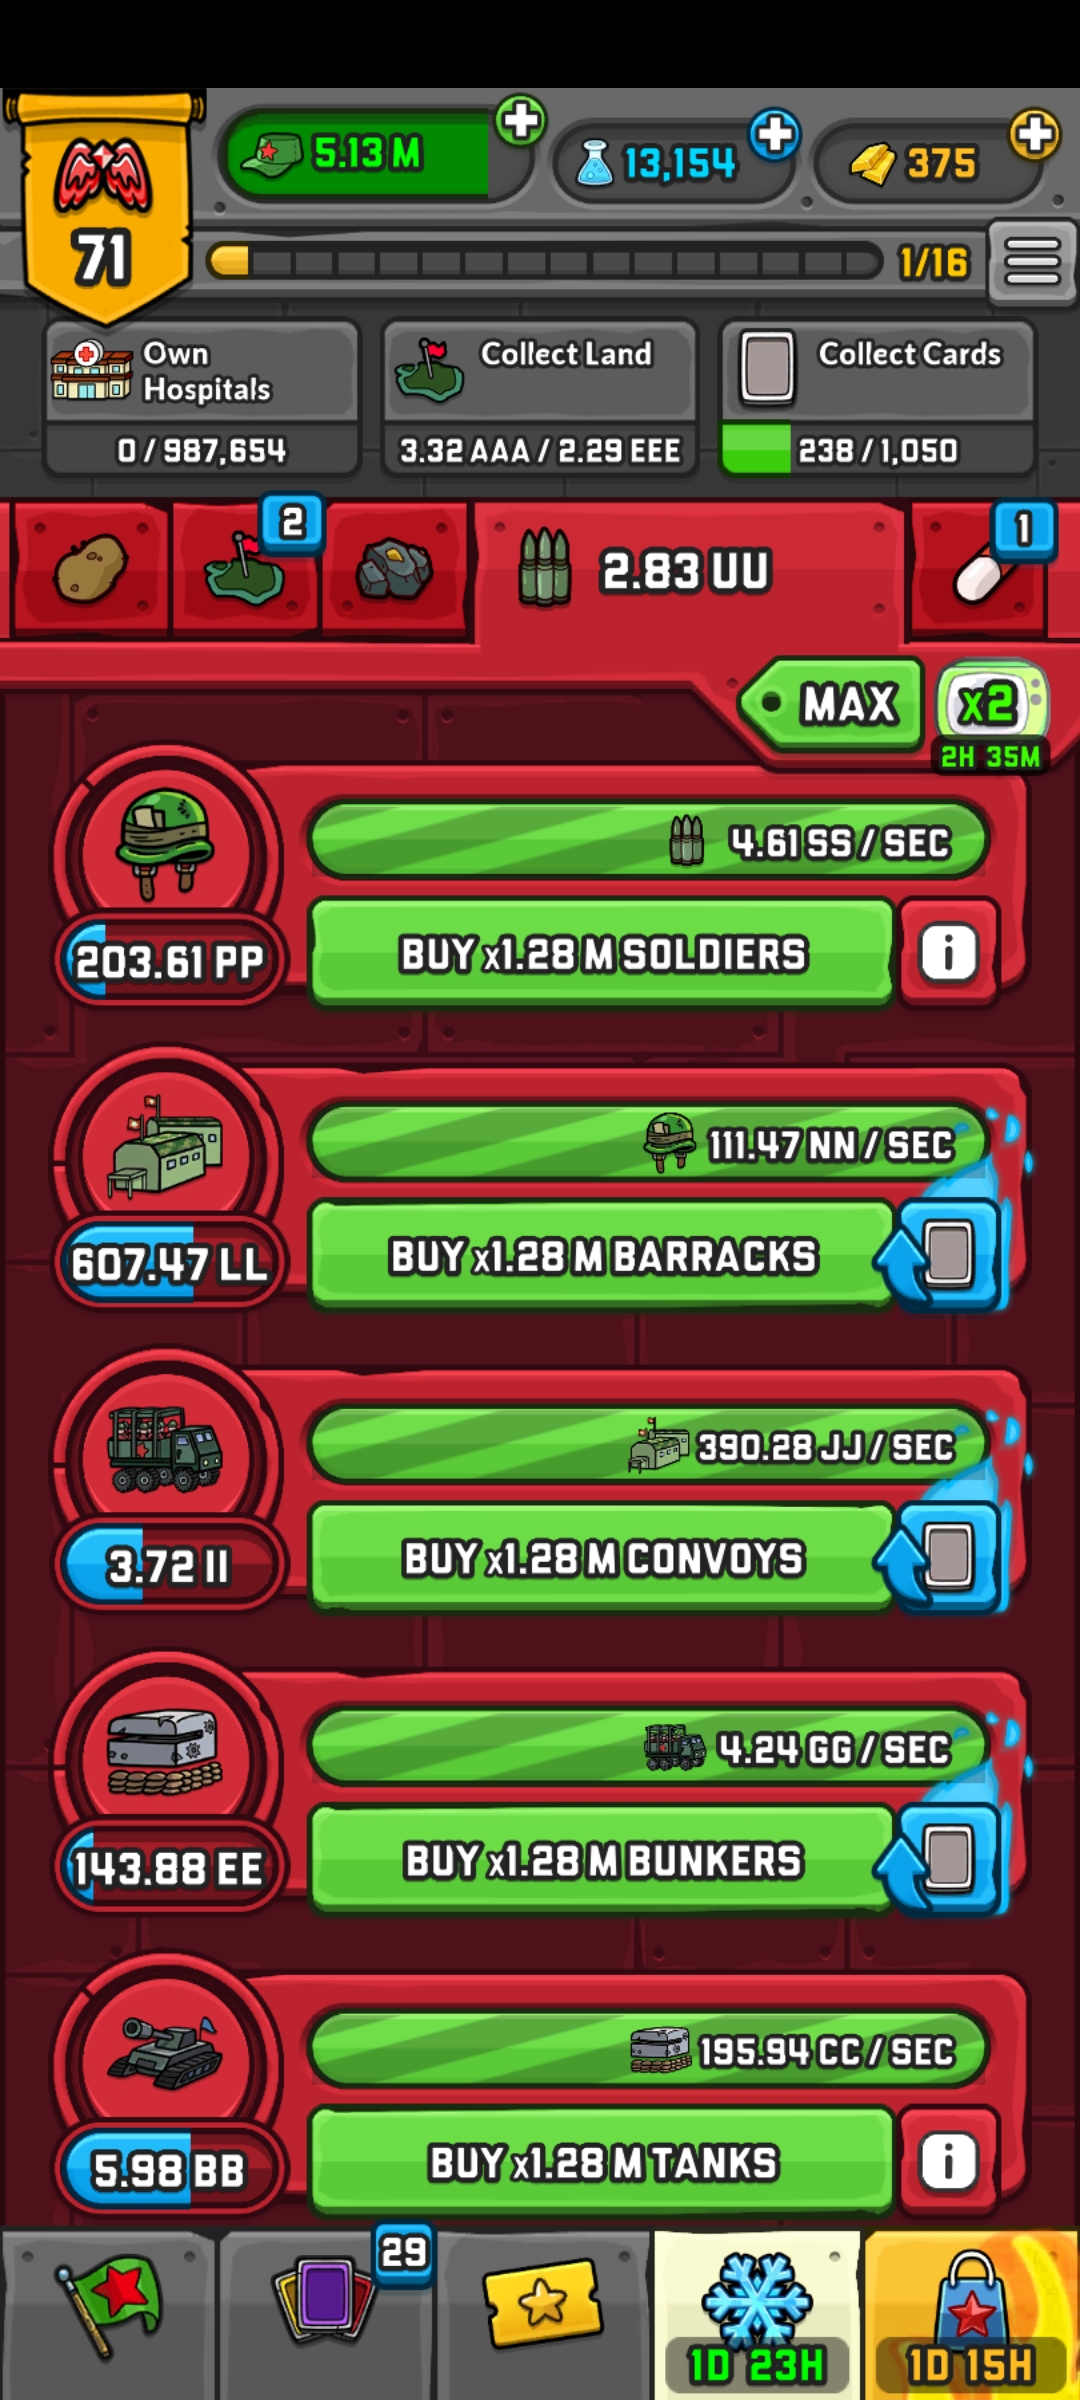 5.13 M
13,154
375
71
1/16
Own
Hospitals
0 / 987,654
Collect Land
3.32 AAA / 2.29 EEE
Collect Cards
238 / 1,050
2
2.83 UU
1
MAX
x2
2H 35M
4.61 SS / SEC
203.61 PP
BUY x1.28 M SOLDIERS
i
111.47 NN / SEC
607.47 LL
BUY x1.28 M BARRACKS
390.28 JJ / SEC
3.72 II
BUY x1.28 M CONVOYS
4.24 GG / SEC
143.88 EE
BUY x1.28 M BUNKERS
195.94 CC / SEC
5.98 BB
BUY x1.28 M TANKS
i
29
1D 23H
1D 15H